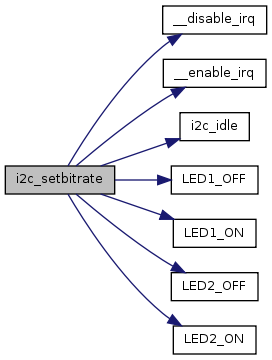 __disable_irq
__enable_irq
i2c_idle
i2c_setbitrate
LED1_OFF
LED1_ON
LED2_OFF
LED2_ON